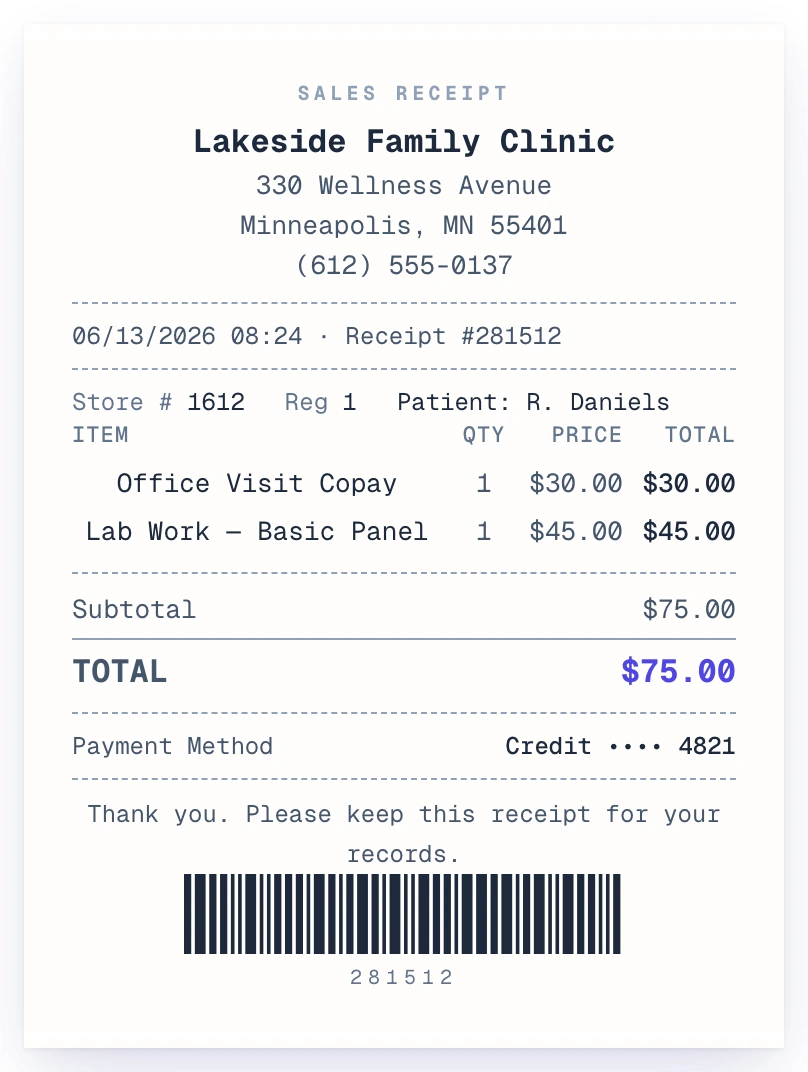 SALES RECEIPT
Lakeside Family Clinic
330 Wellness Avenue
Minneapolis, MN 55401
(612) 555-0137
06/13/2026 08:24 · Receipt #281512
Store # 1612 Reg 1 Patient: R. Daniels
ITEM QTY PRICE TOTAL
Office Visit Copay 1 $30.00 $30.00
Lab Work — Basic Panel 1 $45.00 $45.00
Subtotal $75.00
TOTAL $75.00
Payment Method Credit •••• 4821
Thank you. Please keep this receipt for your
records.
281512